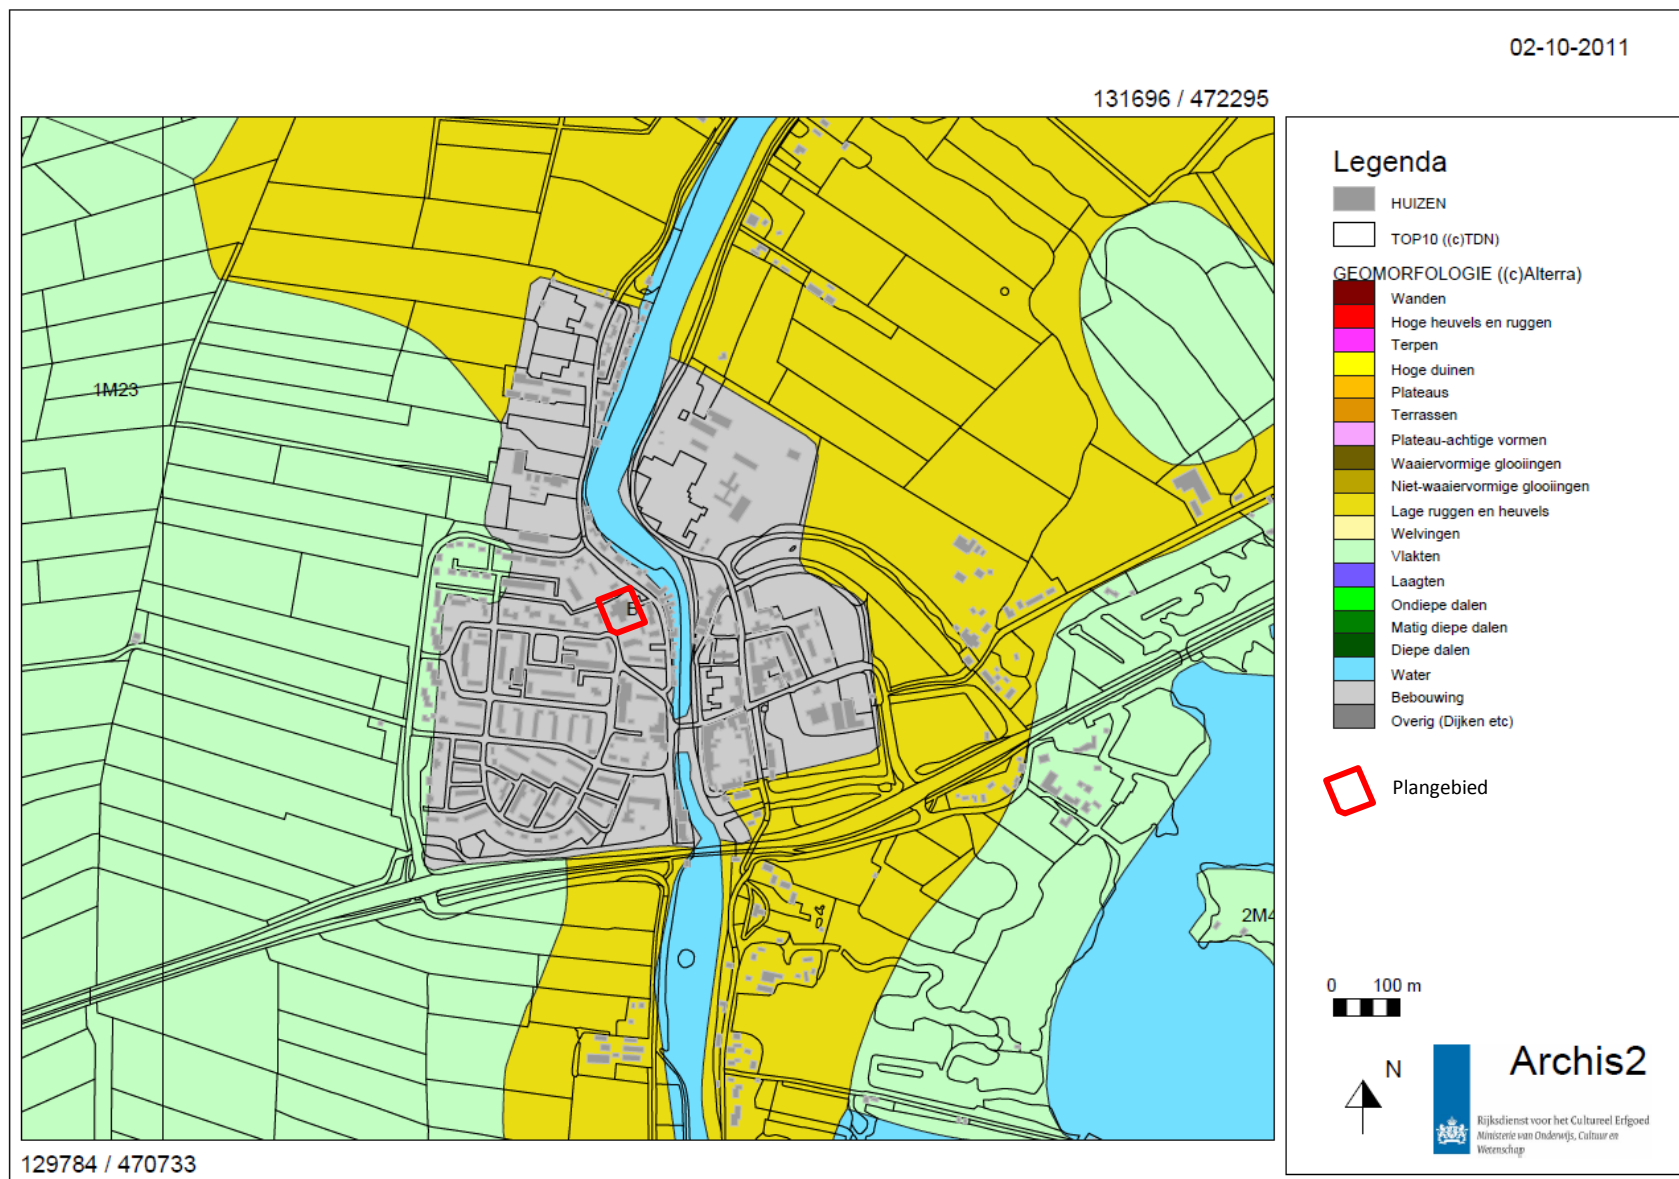 02-10-2011
131696 / 472295
1M23
B
2M4
129784 / 470733
Legenda
HUIZEN
TOP10 ((c)TDN)
GEOMORFOLOGIE ((c)Alterra)
Wanden
Hoge heuvels en ruggen
Terpen
Hoge duinen
Plateaus
Terrassen
Plateau-achtige vormen
Waaiervormige glooiingen
Niet-waaiervormige glooiingen
Lage ruggen en heuvels
Welvingen
Vlakten
Laagten
Ondiepe dalen
Matig diepe dalen
Diepe dalen
Water
Bebouwing
Overig (Dijken etc)
Plangebied
0 100 m
N
Archis2
Rijksdienst voor het Cultureel Erfgoed
Ministerie van Onderwijs, Cultuur en
Wetenschap